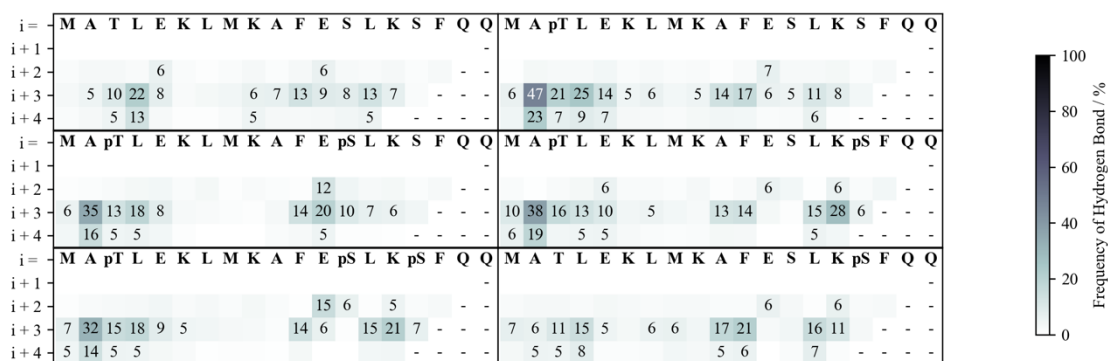 i = M A T L E K L M K A F E S L K S F Q Q M A pT L E K L M K A F E S L K S F Q Q
i + 1 - -
i + 2 6 6 - - 7 - -
i + 3 5 10 22 8 6 7 13 9 8 13 7 - - - 6 47 21 25 14 5 6 5 14 17 6 5 11 8 - - -
i + 4 5 13 5 5 - - - - 23 7 9 7 6 - - - -
i = M A pT L E K L M K A F E pS L K S F Q Q M A pT L E K L M K A F E S L K pS F Q Q
i + 1 - -
i + 2 12 - - 6 6 6 - -
i + 3 6 35 13 18 8 14 20 10 7 6 - - - 10 38 16 13 10 5 13 14 15 28 6 - - -
i + 4 16 5 5 5 - - - - 6 19 5 5 5 - - - -
i = M A pT L E K L M K A F E pS L K pS F Q Q M A T L E K L M K A F E S L K pS F Q Q
i + 1 - -
i + 2 15 6 5 - - 6 6 - -
i + 3 7 32 15 18 9 5 14 6 15 21 7 - - - 7 6 11 15 5 6 6 17 21 16 11 - - -
i + 4 5 14 5 5 - - - - 5 5 8 5 6 7 - - - -
100
80
60
40
20
0
Frequency of Hydrogen Bond / %